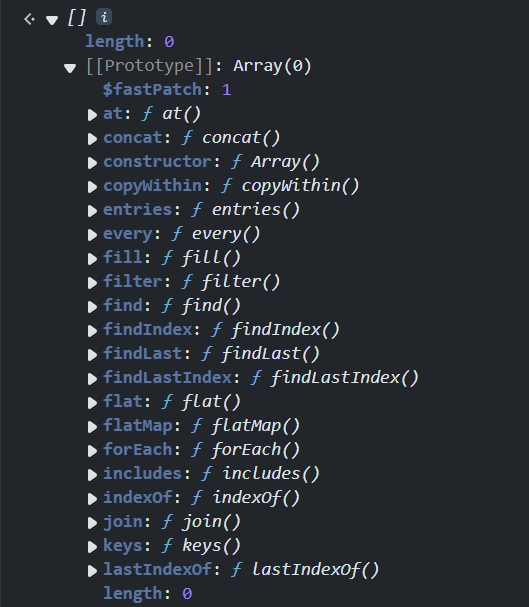 [] i
length: 0
[[Prototype]]: Array(0)
$fastPatch: 1
at: ƒ at()
concat: ƒ concat()
constructor: ƒ Array()
copyWithin: ƒ copyWithin()
entries: ƒ entries()
every: ƒ every()
fill: ƒ fill()
filter: ƒ filter()
find: ƒ find()
findIndex: ƒ findIndex()
findLast: ƒ findLast()
findLastIndex: ƒ findLastIndex()
flat: ƒ flat()
flatMap: ƒ flatMap()
forEach: ƒ forEach()
includes: ƒ includes()
indexOf: ƒ indexOf()
join: ƒ join()
keys: ƒ keys()
lastIndexOf: ƒ lastIndexOf()
length: 0